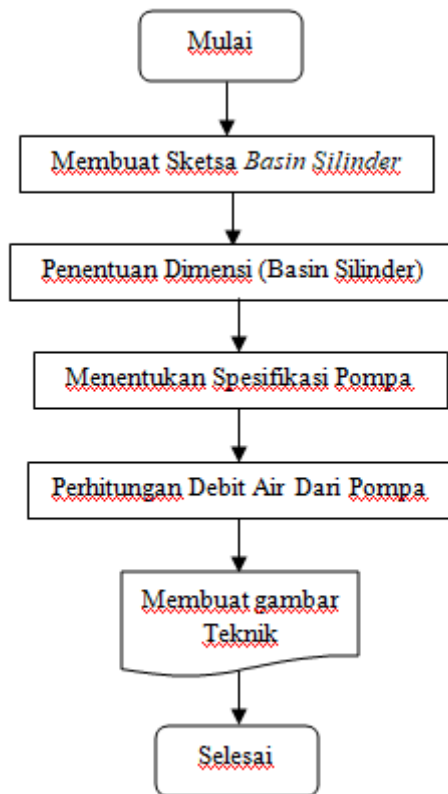 Mulai
Membuat Sketsa Basin Silinder
Penentuan Dimensi (Basin Silinder)
Menentukan Spesifikasi Pompa
Perhitungan Debit Air Dari Pompa
Membuat gambar
Teknik
Selesai